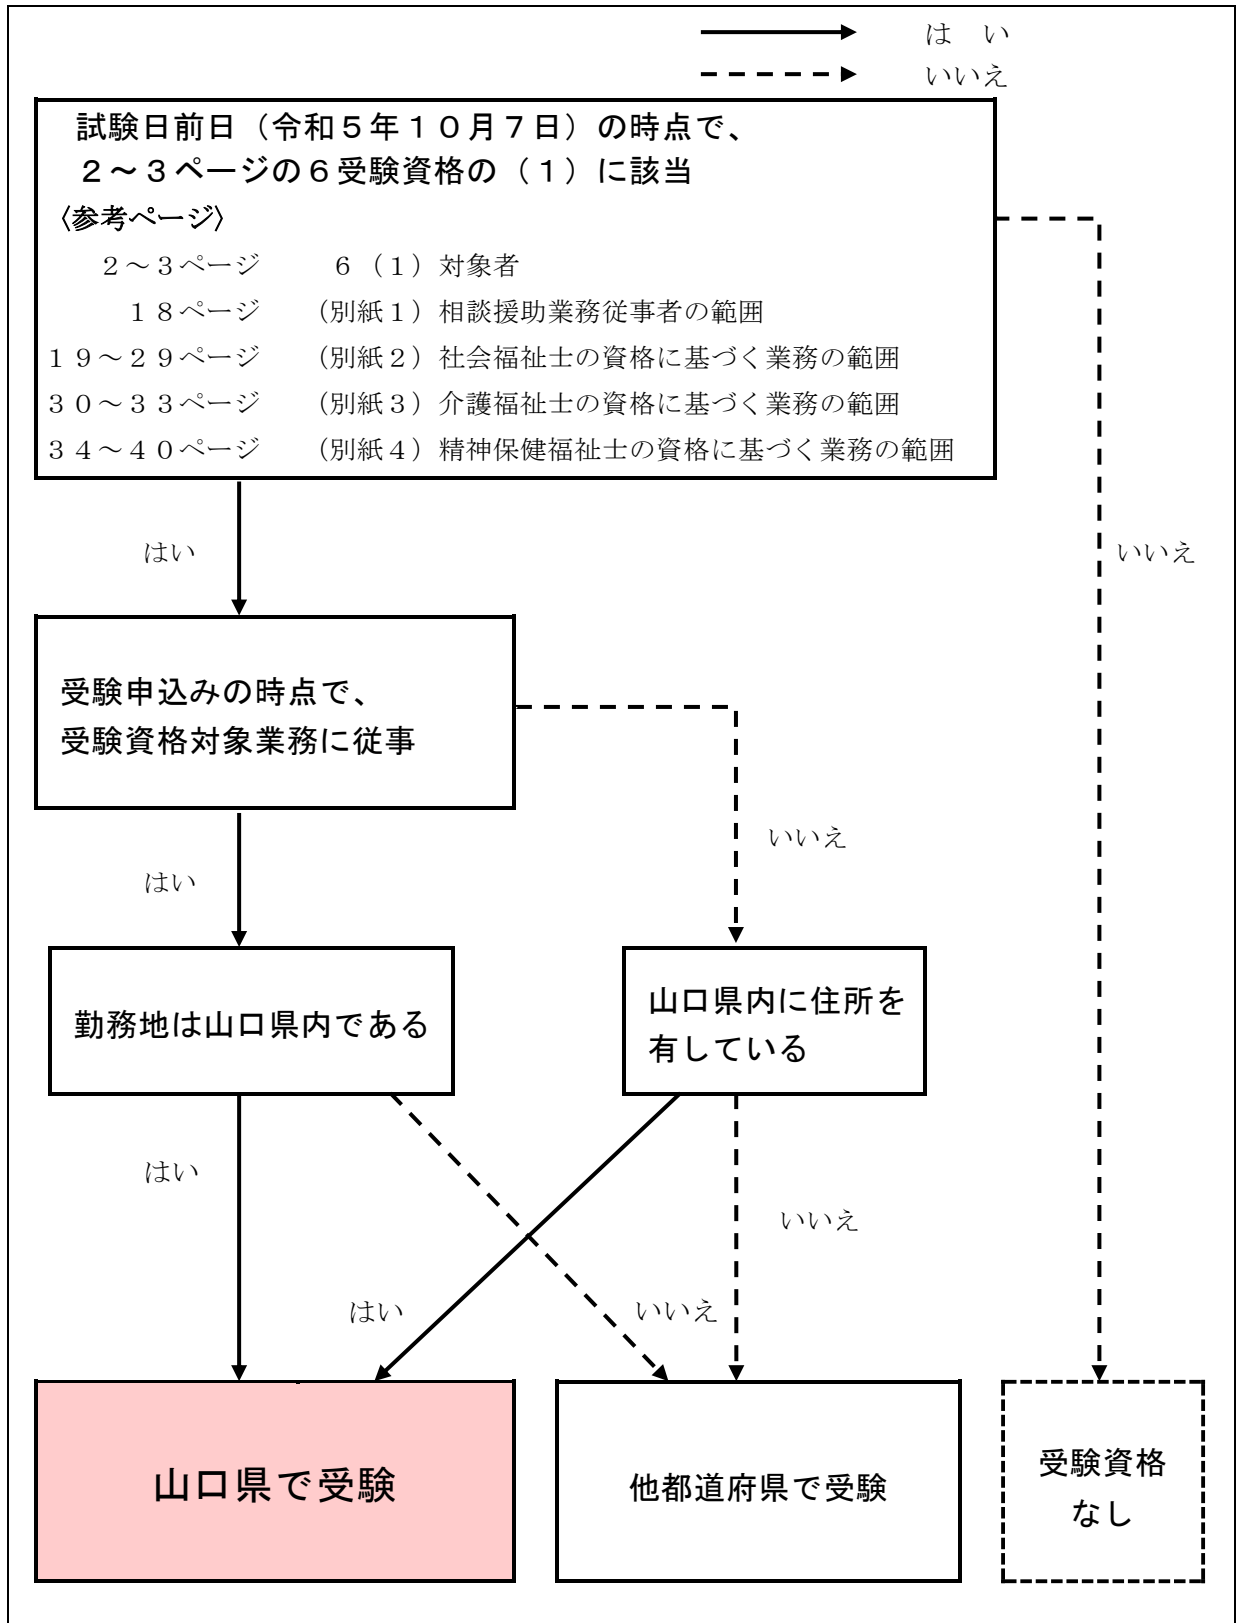 は　い
いいえ
試験日前日（令和５年１０月７日）の時点で、
２～３ページの６受験資格の（１）に該当
〈参考ページ〉
２～３ページ　　６（１）対象者
１８ページ　　（別紙１）相談援助業務従事者の範囲
１９～２９ページ　　（別紙２）社会福祉士の資格に基づく業務の範囲
３０～３３ページ　　（別紙３）介護福祉士の資格に基づく業務の範囲
３４～４０ページ　　（別紙４）精神保健福祉士の資格に基づく業務の範囲
はい
いいえ
受験申込みの時点で、
受験資格対象業務に従事
いいえ
はい
勤務地は山口県内である
山口県内に住所を
有している
はい
いいえ
はい
いいえ
山口県で受験
他都道府県で受験
受験資格
なし